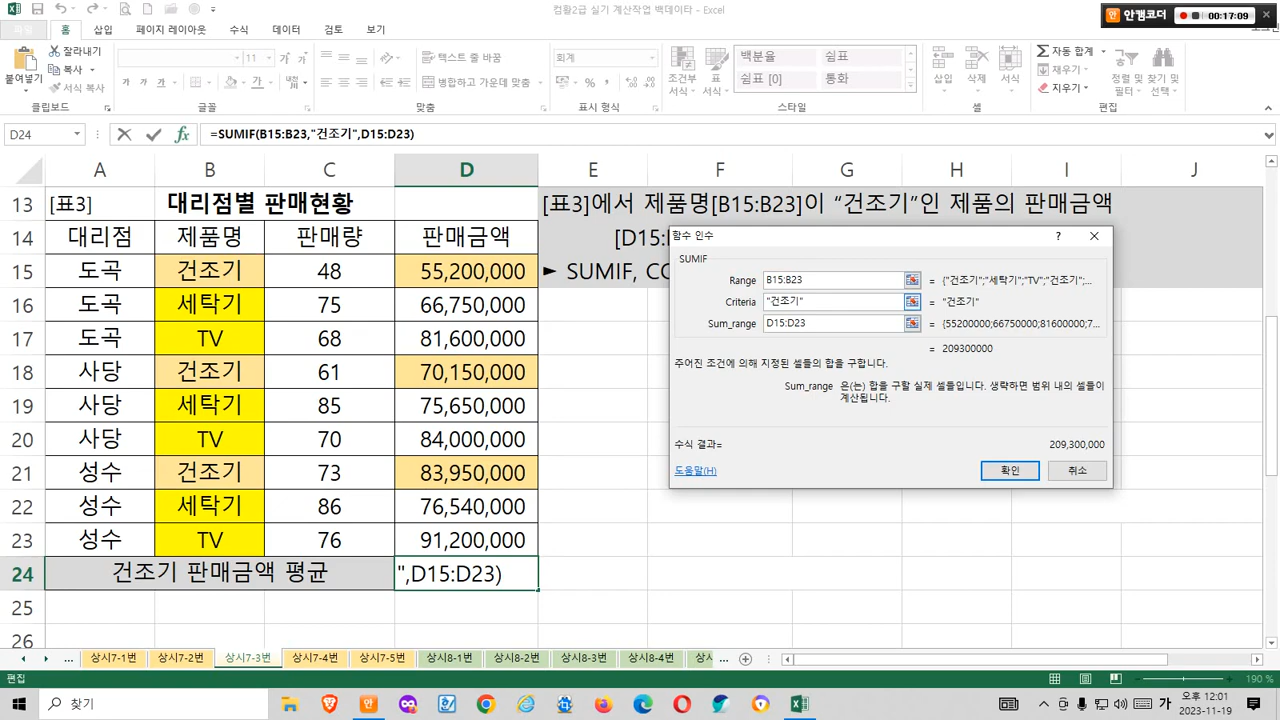 컴활2급 실기 계산작업 백데이터 - Excel
안캠코더 00:17:09
파일 홈 삽입 페이지 레이아웃 수식 데이터 검토 보기
붙여넣기
잘라내기
복사
서식 복사
클립보드
11
가 가
가 가
글꼴
텍스트 줄 바꿈
병합하고 가운데 맞춤
맞춤
회계
%
표시 형식
조건부 서식
표 서식
백분율 쉼표
쉼표 [0] 통화
스타일
삽입 삭제 서식
셀
자동 합계
채우기
지우기
정렬 및 필터
찾기 및 선택
편집
D24 fx =SUMIF(B15:B23,"건조기",D15:D23)
A B C D E F G H I J
13 [표3] 대리점별 판매현황 [표3]에서 제품명[B15:B23]이 “건조기”인 제품의 판매금액
14 대리점 제품명 판매량 판매금액 [D15:
15 도곡 건조기 48 55,200,000 ► SUMIF, CO
16 도곡 세탁기 75 66,750,000
17 도곡 TV 68 81,600,000
18 사당 건조기 61 70,150,000
19 사당 세탁기 85 75,650,000
20 사당 TV 70 84,000,000
21 성수 건조기 73 83,950,000
22 성수 세탁기 86 76,540,000
23 성수 TV 76 91,200,000
24 건조기 판매금액 평균 ",D15:D23)
25
26
함수 인수 ?
SUMIF
Range B15:B23 = {"건조기";"세탁기";"TV";"건조기";...
Criteria "건조기" = "건조기"
Sum_range D15:D23 = {55200000;66750000;81600000;7...
= 209300000
주어진 조건에 의해 지정된 셀들의 합을 구합니다.
Sum_range 은(는) 합을 구할 실제 셀들입니다. 생략하면 범위 내의 셀들이
계산됩니다.
수식 결과= 209,300,000
도움말(H) 확인 취소
... 상시7-1번 상시7-2번 상시7-3번 상시7-4번 상시7-5번 상시8-1번 상시8-2번 상시8-3번 상시8-4번 상 ...
편집 190 %
찾기
가
오후 12:01
2023-11-19